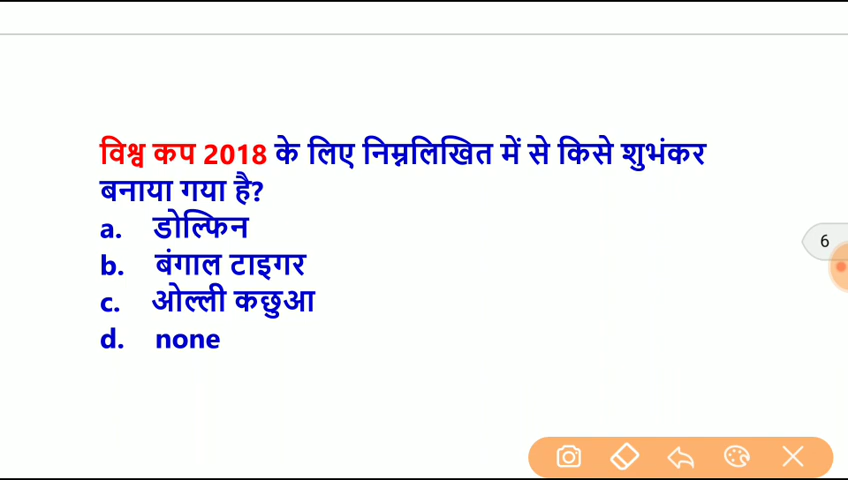 विश्व कप 2018 के लिए निम्नलिखित में से किसे शुभंकर
बनाया गया है?
a. डोल्फिन
b. बंगाल टाइगर
c. ओल्ली कछुआ
d. none
6